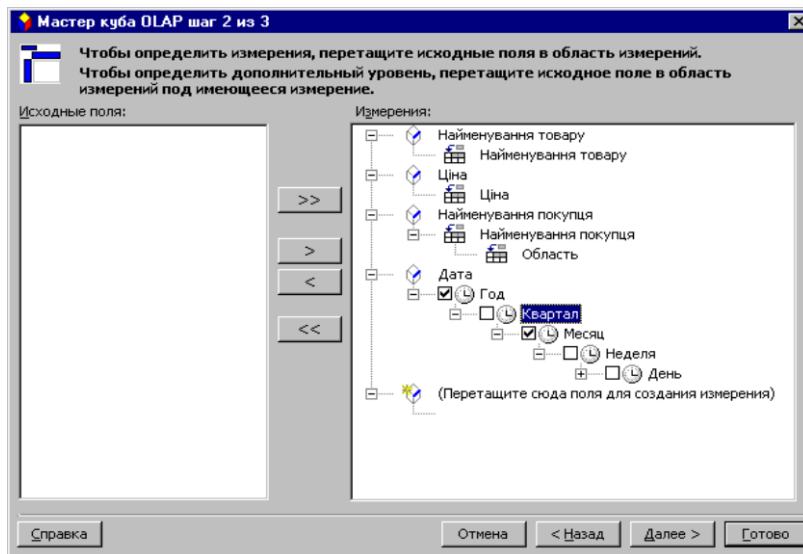 Мастер куба OLAP шаг 2 из 3
Чтобы определить измерения, перетащите исходные поля в область измерений.
Чтобы определить дополнительный уровень, перетащите исходное поле в область
измерений под имеющееся измерение.
Исходные поля:
Измерения:
Найменування товару
Найменування товару
Ціна
Ціна
Найменування покупця
Найменування покупця
Область
Дата
Год
Квартал
Месяц
Неделя
День
(Перетащите сюда поля для создания измерения)
>>
>
<
<<
Справка
Отмена
< Назад
Далее >
Готово